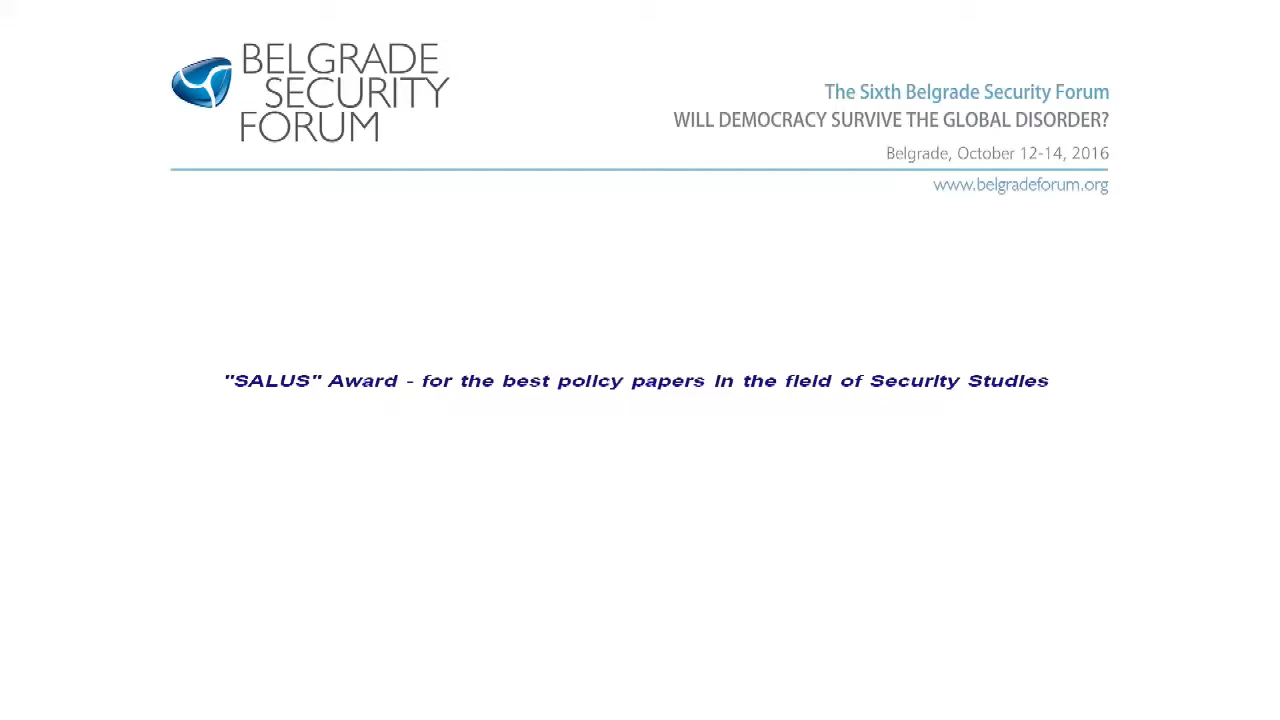 BELGRADE
SECURITY
FORUM
The Sixth Belgrade Security Forum
WILL DEMOCRACY SURVIVE THE GLOBAL DISORDER?
Belgrade, October 12-14, 2016
www.belgradeforum.org
"SALUS" Award - for the best policy papers in the field of Security Studies